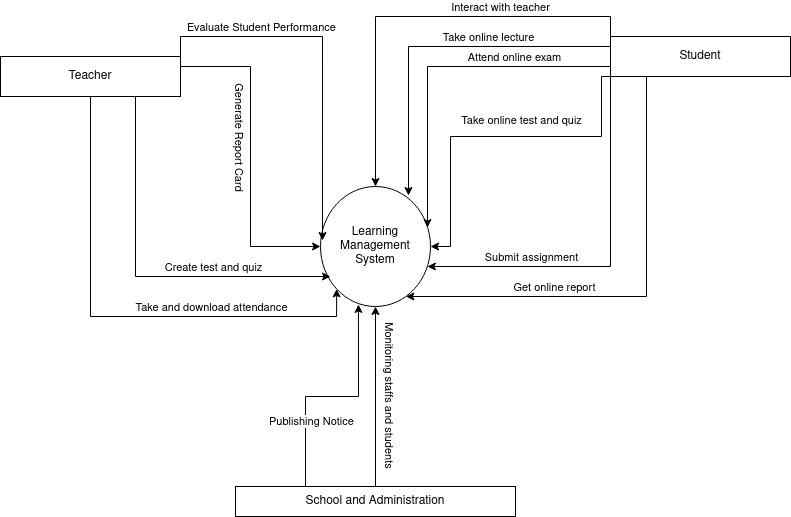 Interact with teacher
Evaluate Student Performance
Take online lecture
Attend online exam
Student
Teacher
Generate Report Card
Take online test and quiz
Learning
Management
System
Submit assignment
Create test and quiz
Get online report
Take and download attendance
Monitoring staffs and students
Publishing Notice
School and Administration